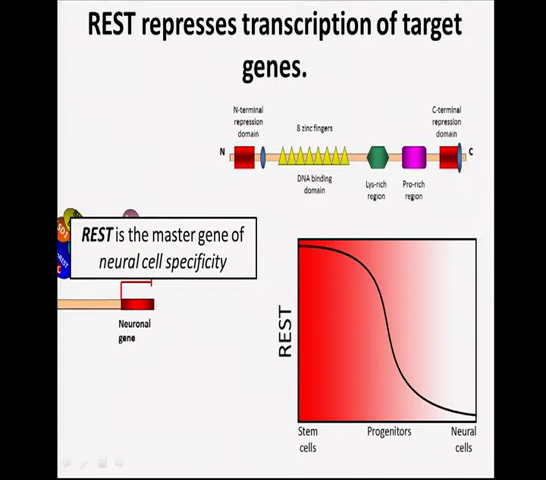 REST represses transcription of target
genes.
N-terminal
repression
domain
8 zinc fingers
C-terminal
repression
domain
N
C
DNA binding
domain
Lys-rich
region
Pro-rich
region
REST is the master gene of
neural cell specificity
Neuronal
gene
REST
Stem
cells
Progenitors
Neural
cells